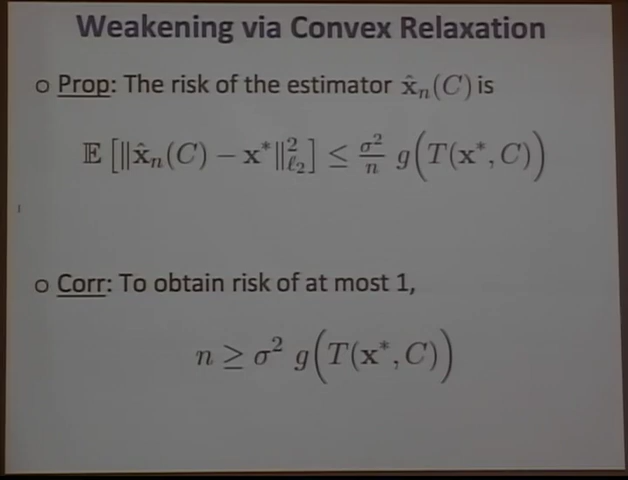 Weakening via Convex Relaxation
o Prop: The risk of the estimator x̂ₙ(C) is
𝔼 [‖x̂ₙ(C) − x*‖²_ℓ₂] ≤ σ²/n g(T(x*, C))
o Corr: To obtain risk of at most 1,
n ≥ σ² g(T(x*, C))